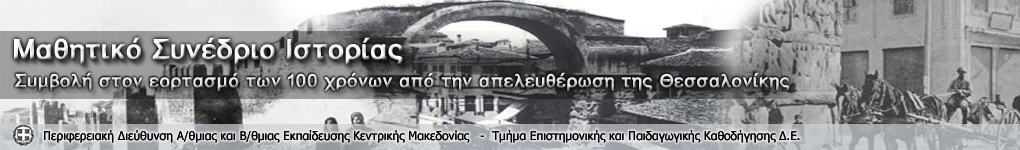 Μαθητικό Συνέδριο Ιστορίας
Συμβολή στον εορτασμό των 100 χρόνων από την απελευθέρωση της Θεσσαλονίκης
Περιφερειακή Διεύθυνση Α/θμιας και Β/θμιας Εκπαίδευσης Κεντρικής Μακεδονίας - Τμήμα Επιστημονικής και Παιδαγωγικής Καθοδήγησης Δ.Ε.